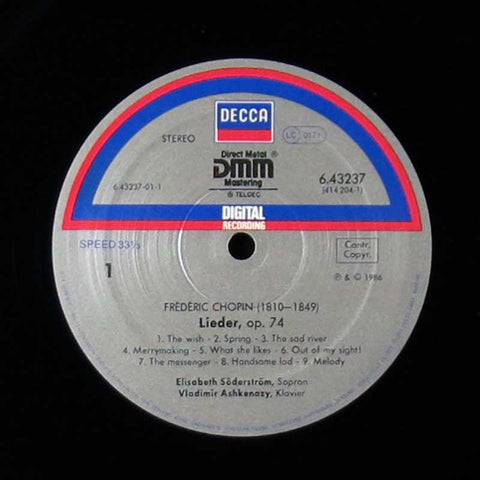 DECCA
STEREO
LC 0171
Direct Metal ®
DMM
Mastering
® TELDEC
6.43237-01-1
6.43237
(414 204-1)
DIGITAL
RECORDING
SPEED 33⅓
Contr.
Copyr.
1
℗ & © 1986
FRÉDÉRIC CHOPIN (1810—1849)
Lieder, op. 74
1. The wish - 2. Spring - 3. The sad river
4. Merrymaking - 5. What she likes - 6. Out of my sight!
7. The messenger - 8. Handsome lad - 9. Melody
Elisabeth Söderström, Sopran
Vladimir Ashkenazy, Klavier